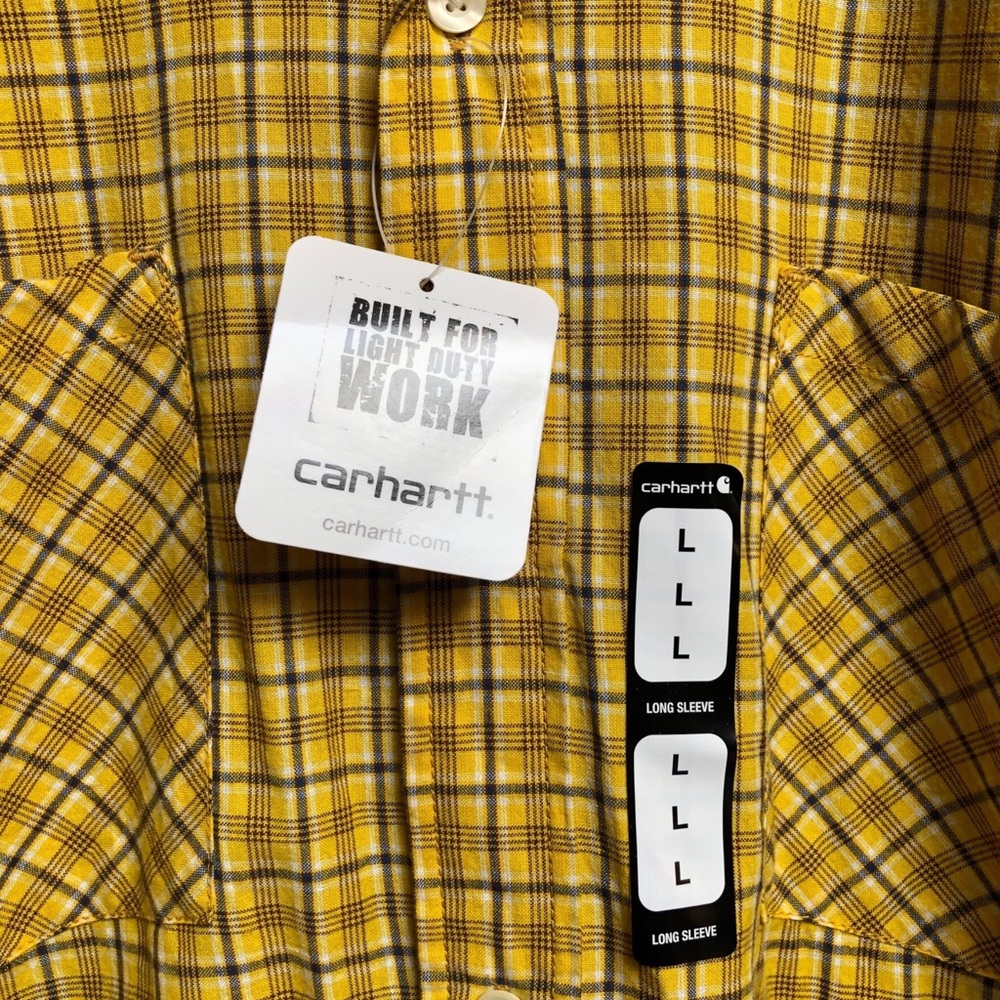 BUILT FOR
LIGHT DUTY
WORK
carhartt.
carhartt.com
carhartt
L
L
L
LONG SLEEVE
L
L
L
LONG SLEEVE